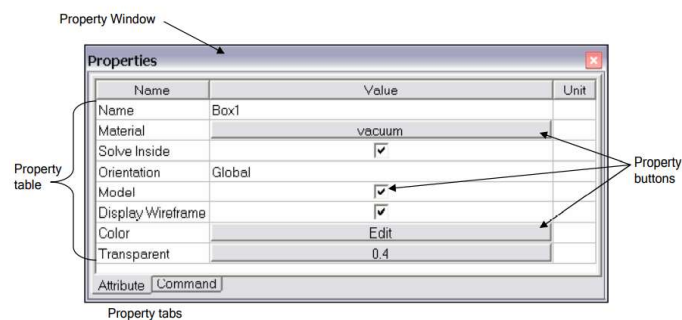 Property Window
Properties
Name Value Unit
Name Box1
Material vacuum
Solve Inside
Orientation Global
Model
Display Wireframe
Color Edit
Transparent 0.4
Attribute Command
Property table
Property buttons
Property tabs